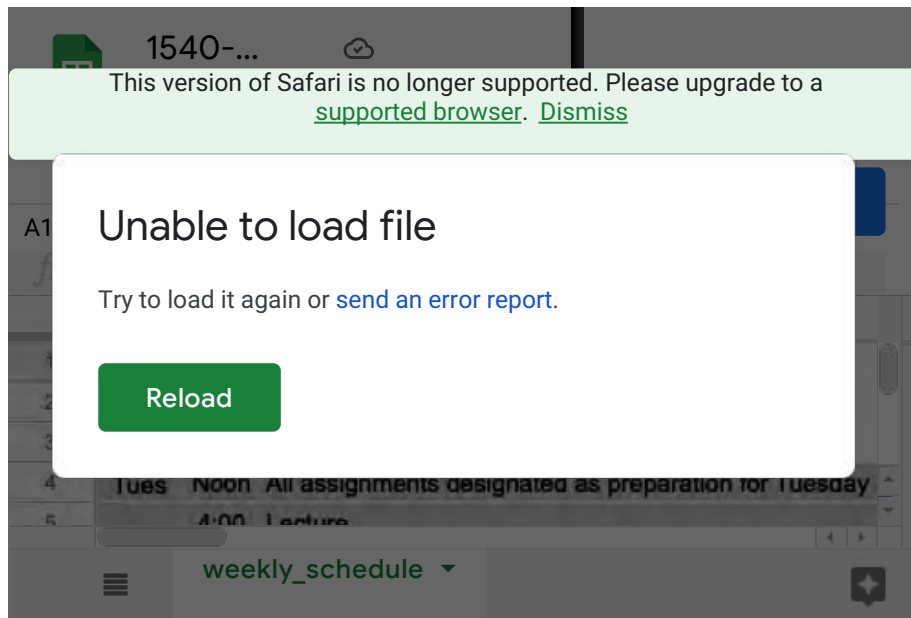 1540-...
This version of Safari is no longer supported. Please upgrade to a
supported browser. Dismiss
A1
Unable to load file
Try to load it again or send an error report.
Reload
2
3
4 Tues Noon All assignments designated as preparation for Tuesday
5 4:00 Lecture
weekly_schedule